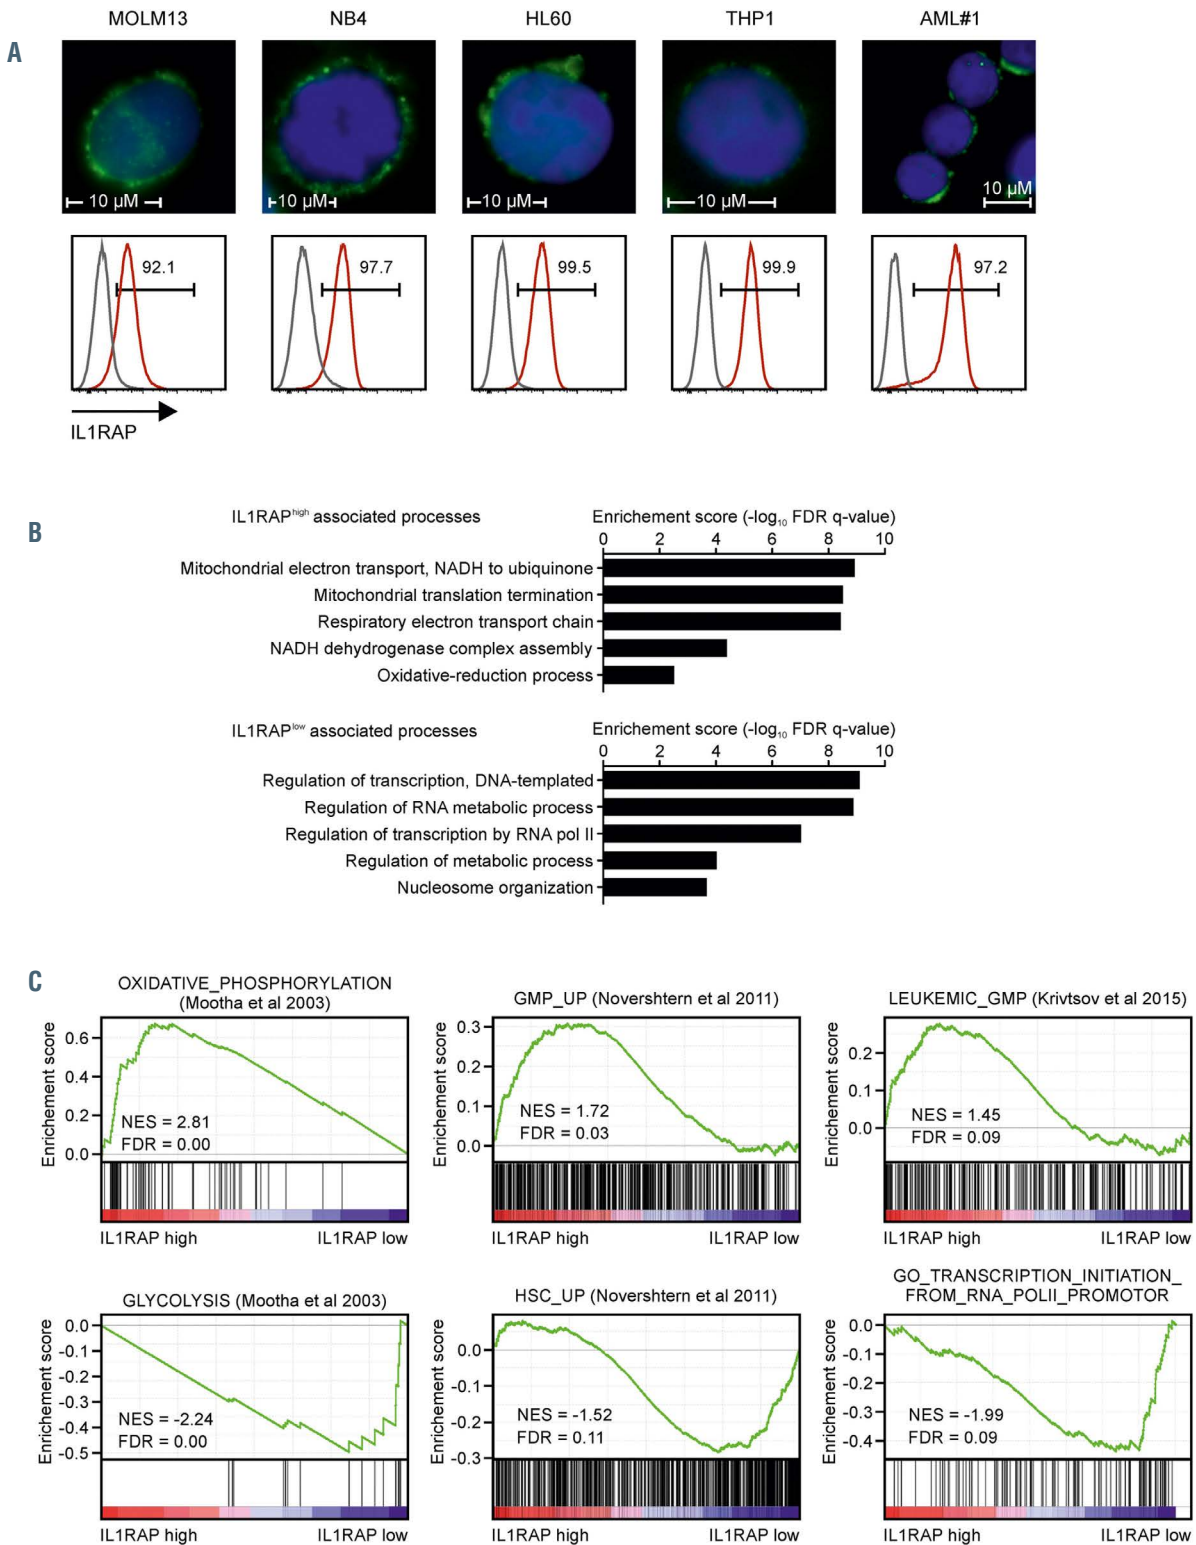 MOLM13 NB4 HL60 THP1 AML#1
A
10 µM 10 µM 10 µM 10 µM 10 µM
92.1 97.7 99.5 99.9 97.2
IL1RAP
B
IL1RAPhigh associated processes Enrichement score (-log10 FDR q-value)
0 2 4 6 8 10
Mitochondrial electron transport, NADH to ubiquinone
Mitochondrial translation termination
Respiratory electron transport chain
NADH dehydrogenase complex assembly
Oxidative-reduction process
IL1RAPlow associated processes Enrichement score (-log10 FDR q-value)
0 2 4 6 8 10
Regulation of transcription, DNA-templated
Regulation of RNA metabolic process
Regulation of transcription by RNA pol II
Regulation of metabolic process
Nucleosome organization
C
OXIDATIVE_PHOSPHORYLATION
(Mootha et al 2003)
Enrichement score
0.6
0.4
0.2
0.0
NES = 2.81
FDR = 0.00
IL1RAP high IL1RAP low
GMP_UP (Novershtern et al 2011)
Enrichement score
0.3
0.2
0.1
0.0
NES = 1.72
FDR = 0.03
IL1RAP high IL1RAP low
LEUKEMIC_GMP (Krivtsov et al 2015)
Enrichement score
0.2
0.1
0.0
NES = 1.45
FDR = 0.09
IL1RAP high IL1RAP low
GLYCOLYSIS (Mootha et al 2003)
Enrichement score
0.0
-0.1
-0.2
-0.3
-0.4
-0.5
NES = -2.24
FDR = 0.00
IL1RAP high IL1RAP low
HSC_UP (Novershtern et al 2011)
Enrichement score
0.0
-0.1
-0.2
-0.3
NES = -1.52
FDR = 0.11
IL1RAP high IL1RAP low
GO_TRANSCRIPTION_INITIATION_
FROM_RNA_POLII_PROMOTOR
Enrichement score
0.0
-0.1
-0.2
-0.3
-0.4
NES = -1.99
FDR = 0.09
IL1RAP high IL1RAP low